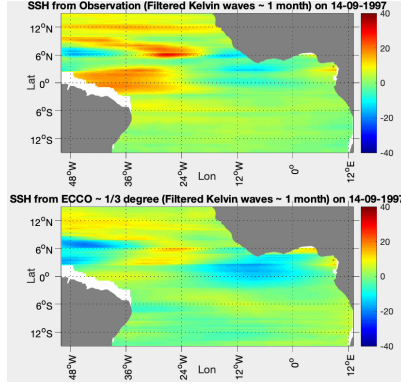 SSH from Observation (Filtered Kelvin waves ~ 1 month) on 14-09-1997
12°N
6°N
0°
6°S
12°S
Lat
48°W
36°W
24°W
12°W
0°
12°E
Lon
40
20
0
-20
-40
SSH from ECCO ~ 1/3 degree (Filtered Kelvin waves ~ 1 month) on 14-09-1997
12°N
6°N
0°
6°S
12°S
Lat
48°W
36°W
24°W
12°W
0°
12°E
Lon
40
20
0
-20
-40